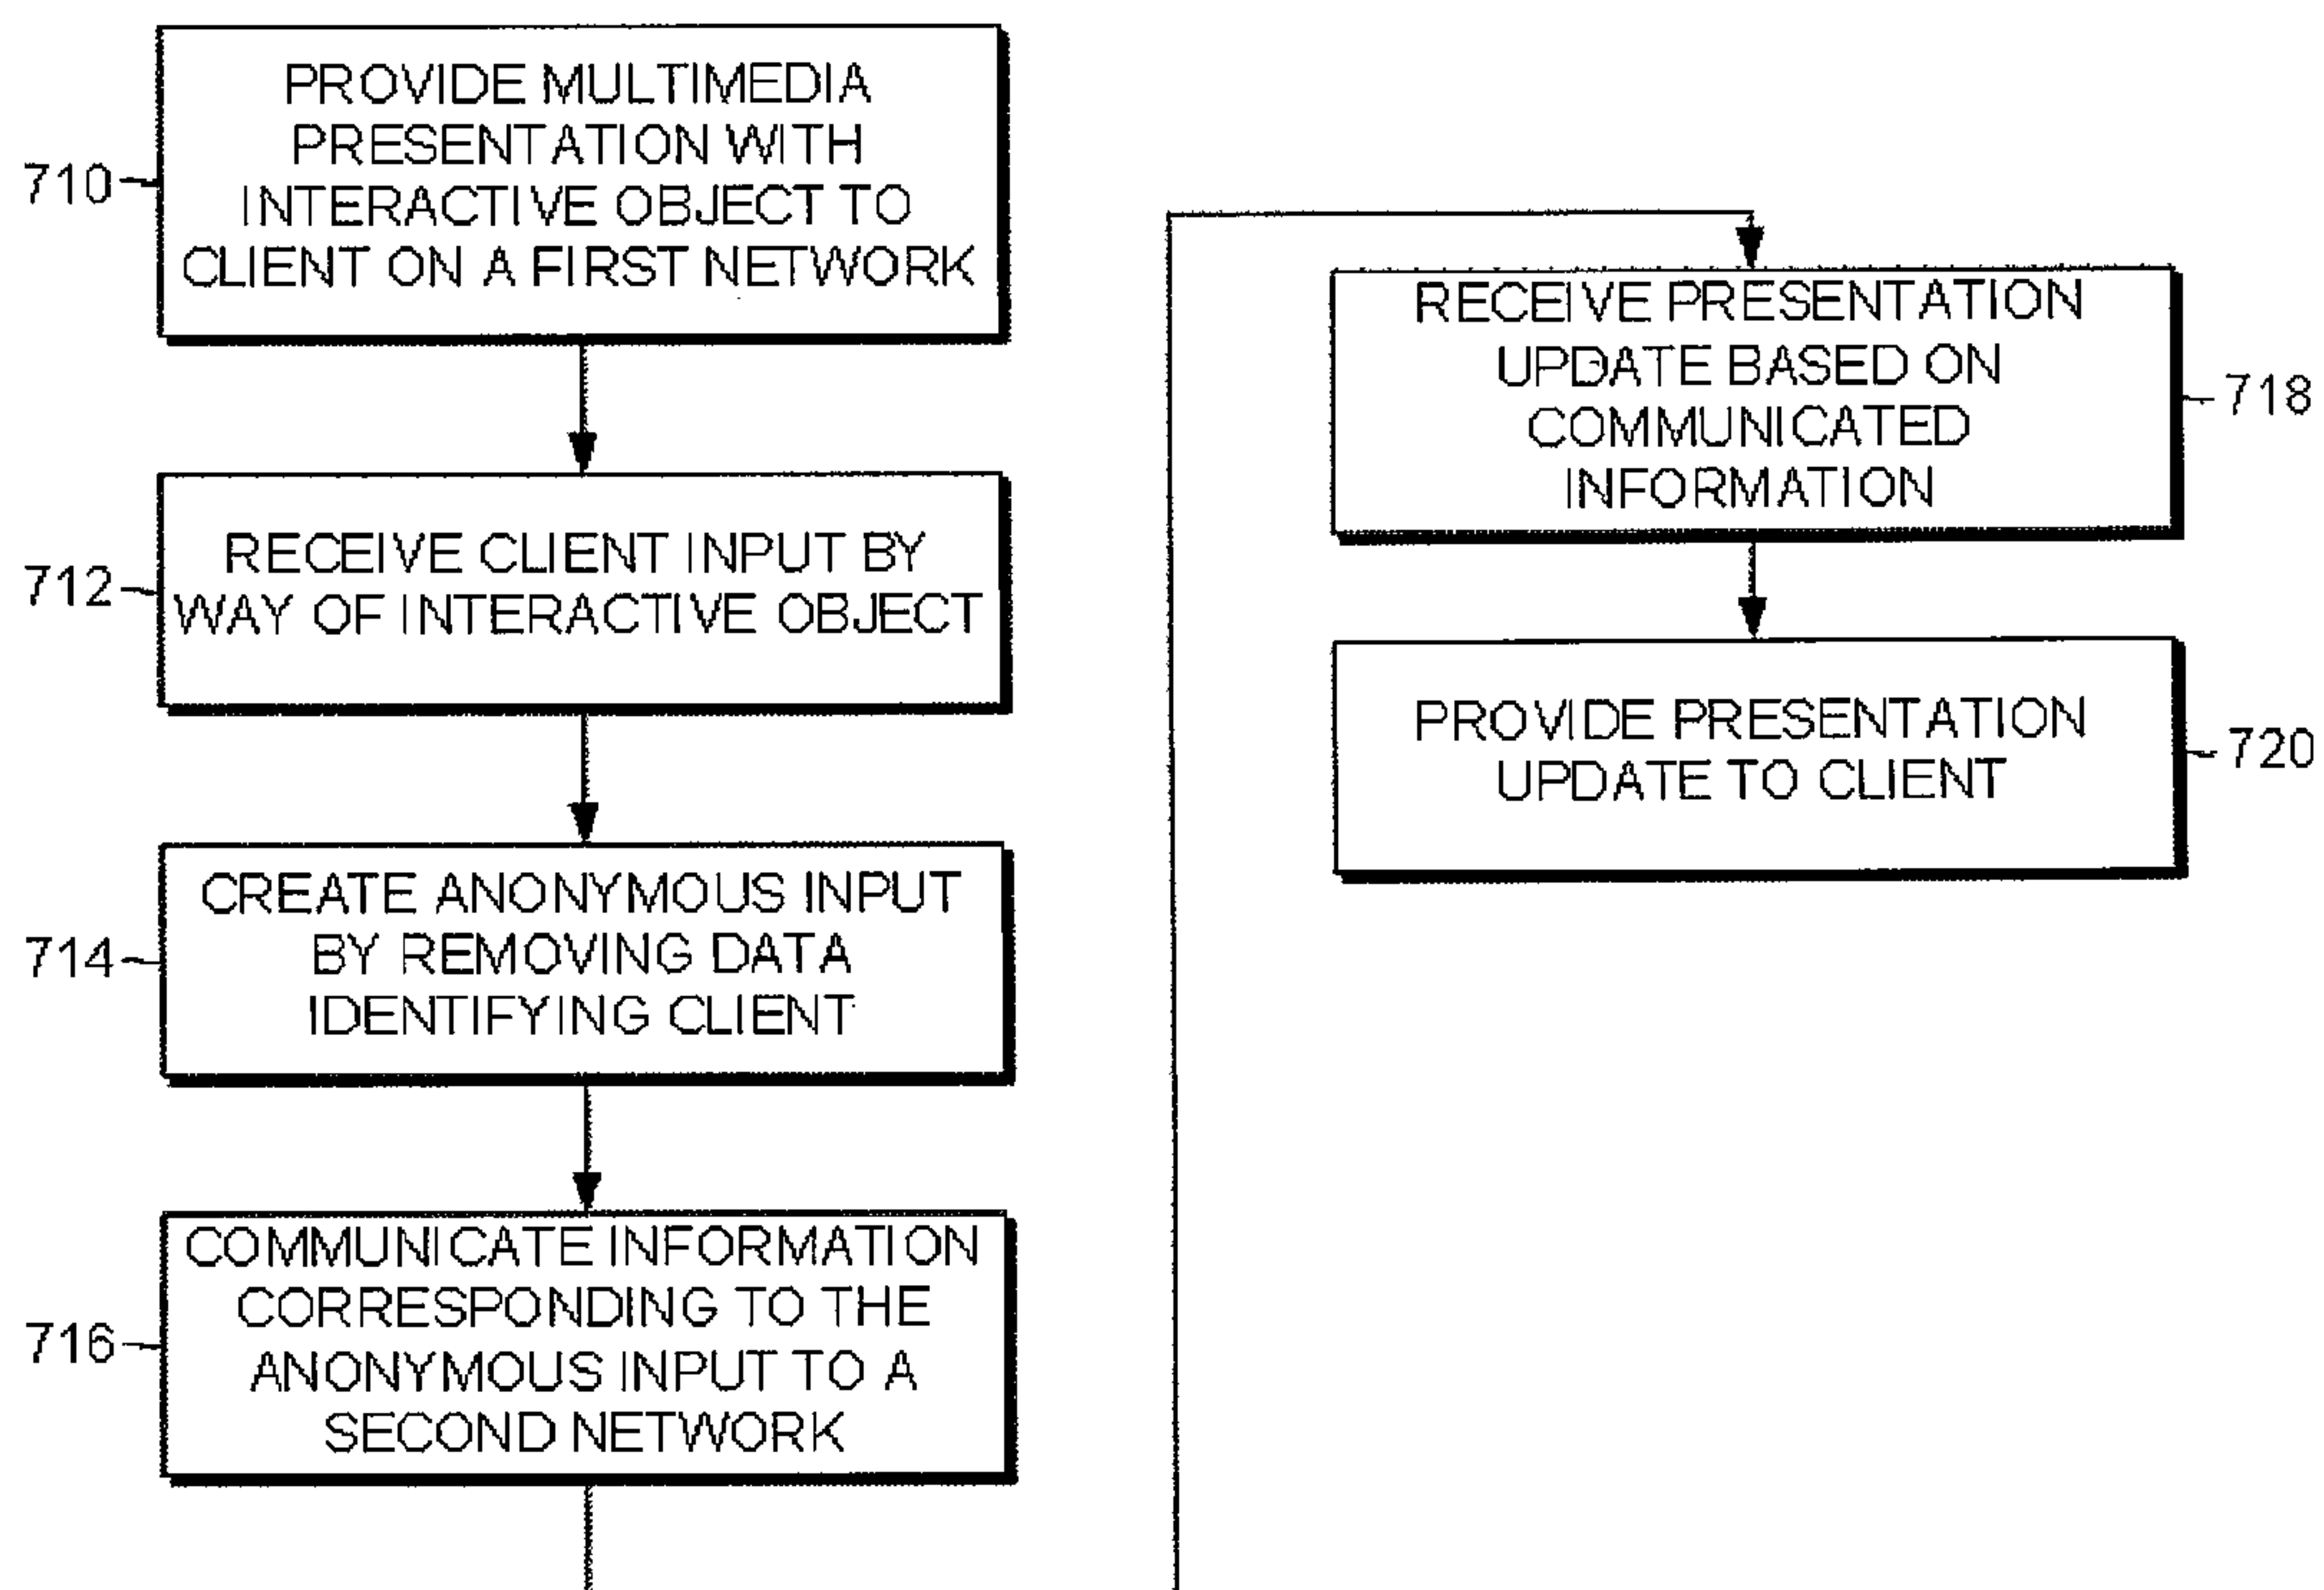 710
PROVIDE MULTIMEDIA
PRESENTATION WITH
INTERACTIVE OBJECT TO
CLIENT ON A FIRST NETWORK
712
RECEIVE CLIENT INPUT BY
WAY OF INTERACTIVE OBJECT
714
CREATE ANONYMOUS INPUT
BY REMOVING DATA
IDENTIFYING CLIENT
716
COMMUNICATE INFORMATION
CORRESPONDING TO THE
ANONYMOUS INPUT TO A
SECOND NETWORK
RECEIVE PRESENTATION
UPDATE BASED ON
COMMUNICATED
INFORMATION
718
PROVIDE PRESENTATION
UPDATE TO CLIENT
720